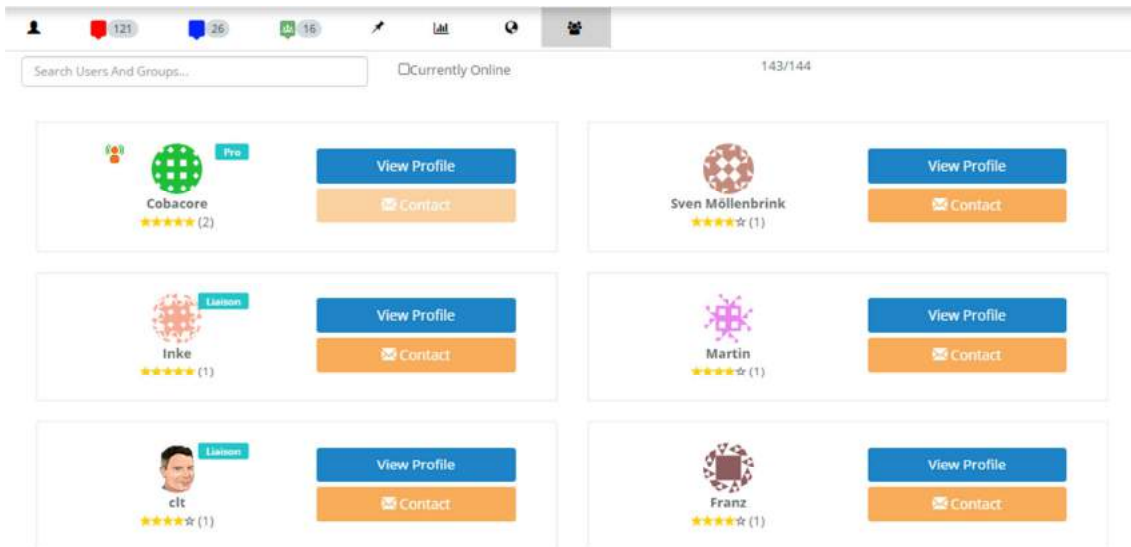 121 26 16
Search Users And Groups... Currently Online 143/144
Pro
View Profile
Contact
Cobacore
(2)
View Profile
Contact
Sven Möllenbrink
(1)
Liaison
View Profile
Contact
Inke
(1)
View Profile
Contact
Martin
(1)
Liaison
View Profile
Contact
clt
(1)
View Profile
Contact
Franz
(1)